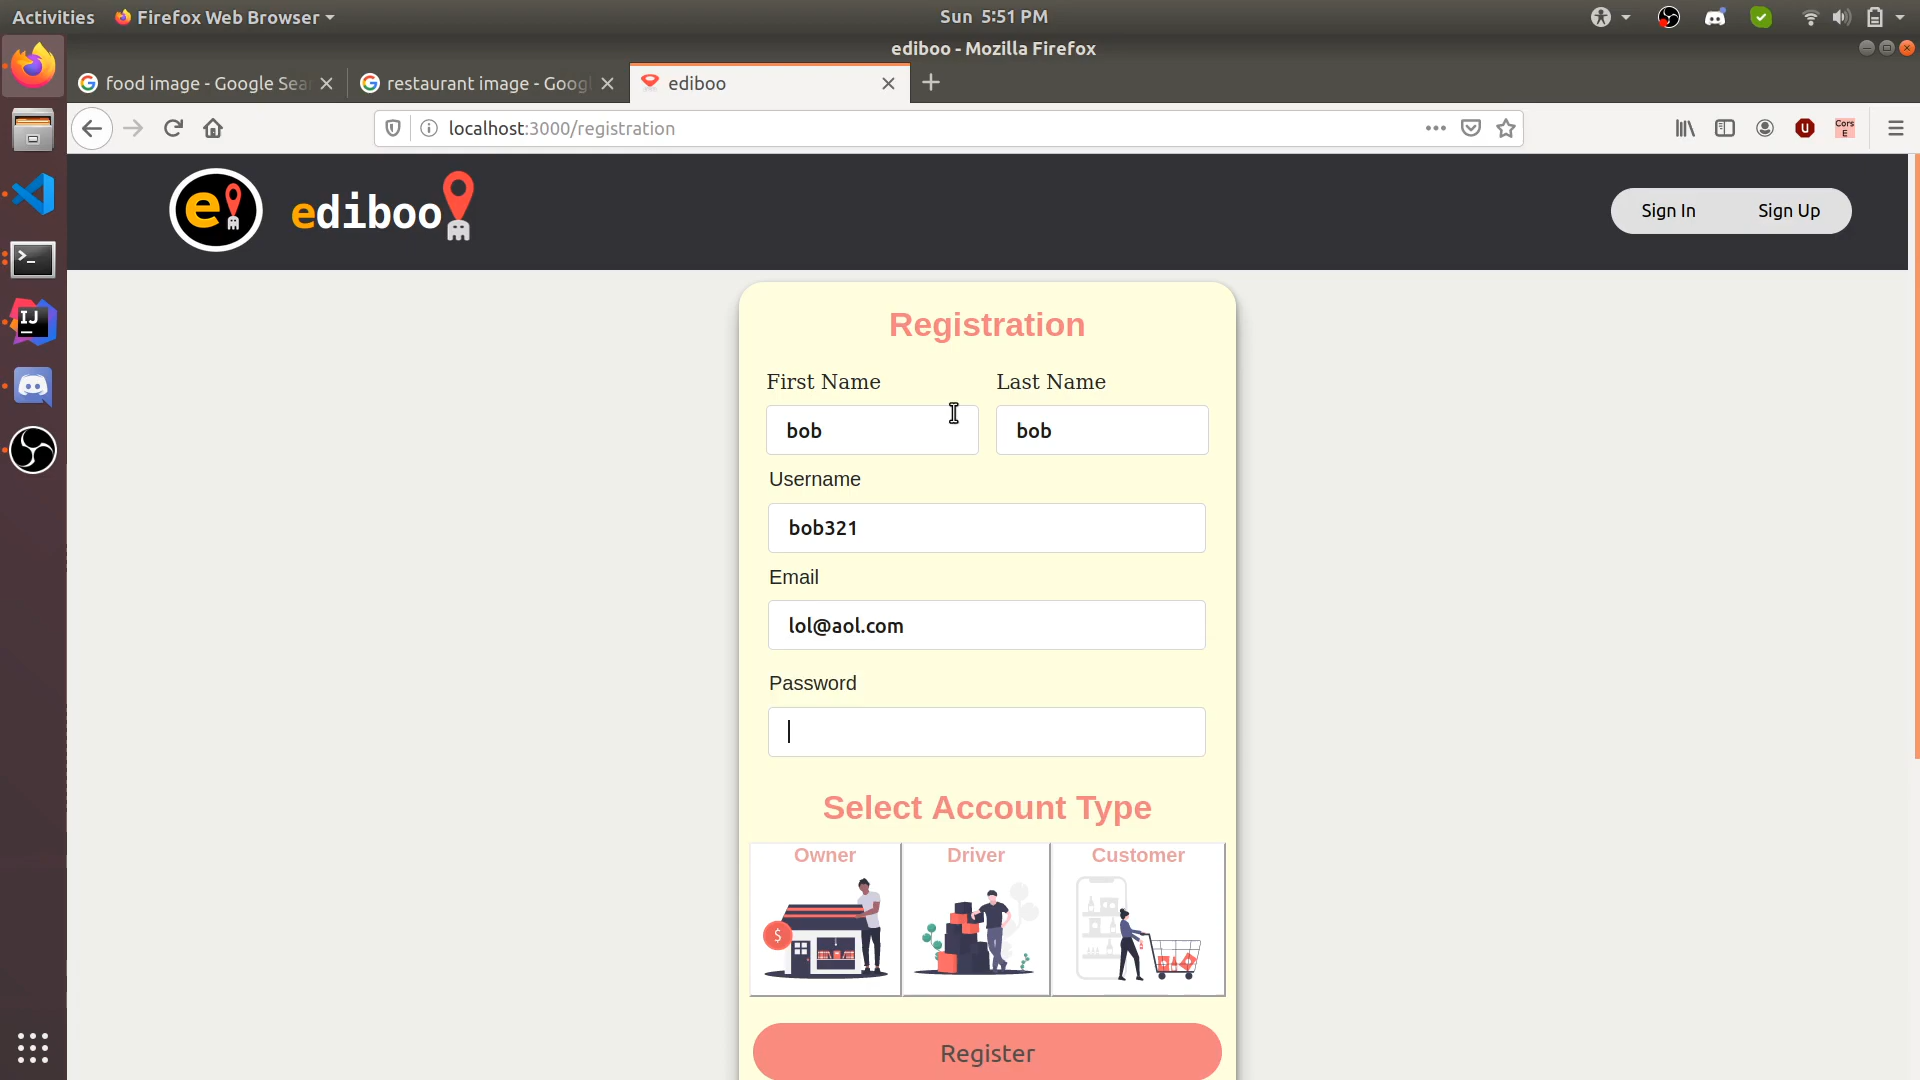 Activities
Firefox Web Browser
Sun 5:51 PM
ediboo - Mozilla Firefox
food image - Google Sea
restaurant image - Googl
ediboo
localhost:3000/registration
U
Cors
E
e
ediboo
Sign In
Sign Up
Registration
First Name
Last Name
bob
bob
Username
bob321
Email
lol@aol.com
Password
Select Account Type
Owner
Driver
Customer
$
Register
>_
IJ